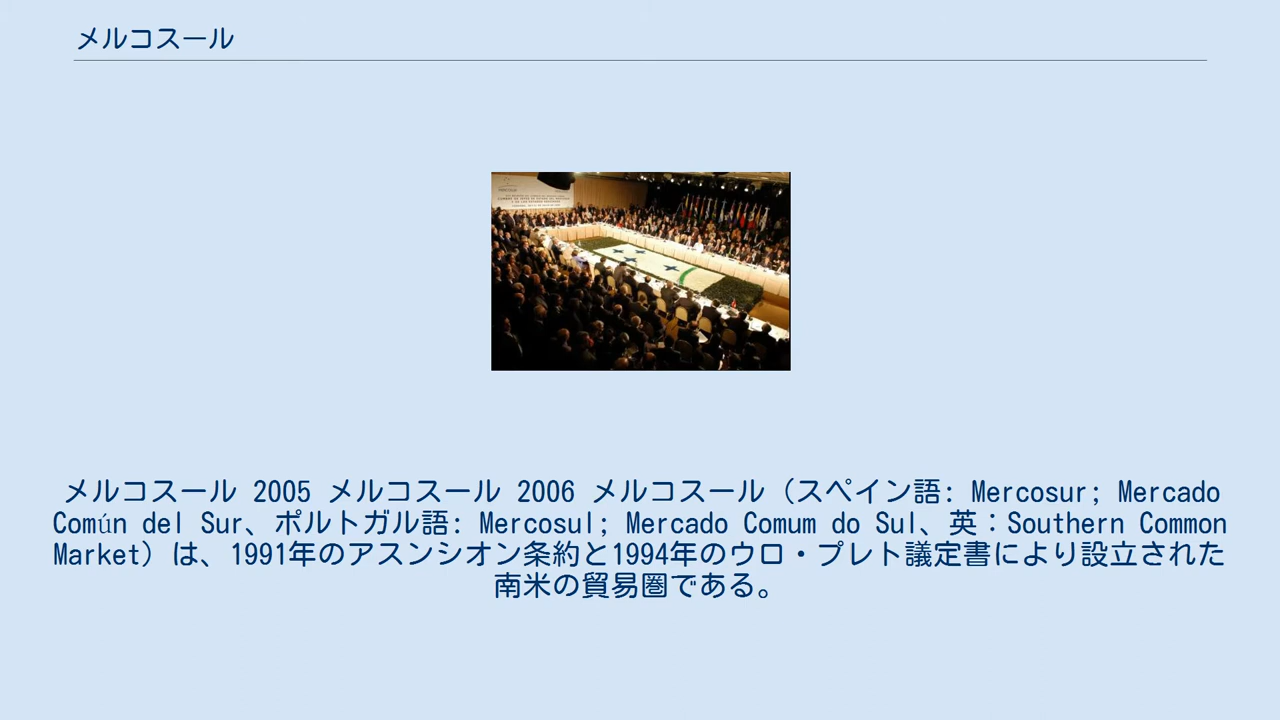 メルコスール
メルコスール 2005 メルコスール 2006 メルコスール（スペイン語: Mercosur; Mercado
Común del Sur、ポルトガル語: Mercosul; Mercado Comum do Sul、英：Southern Common
Market）は、1991年のアスンシオン条約と1994年のウロ・プレト議定書により設立された
南米の貿易圏である。